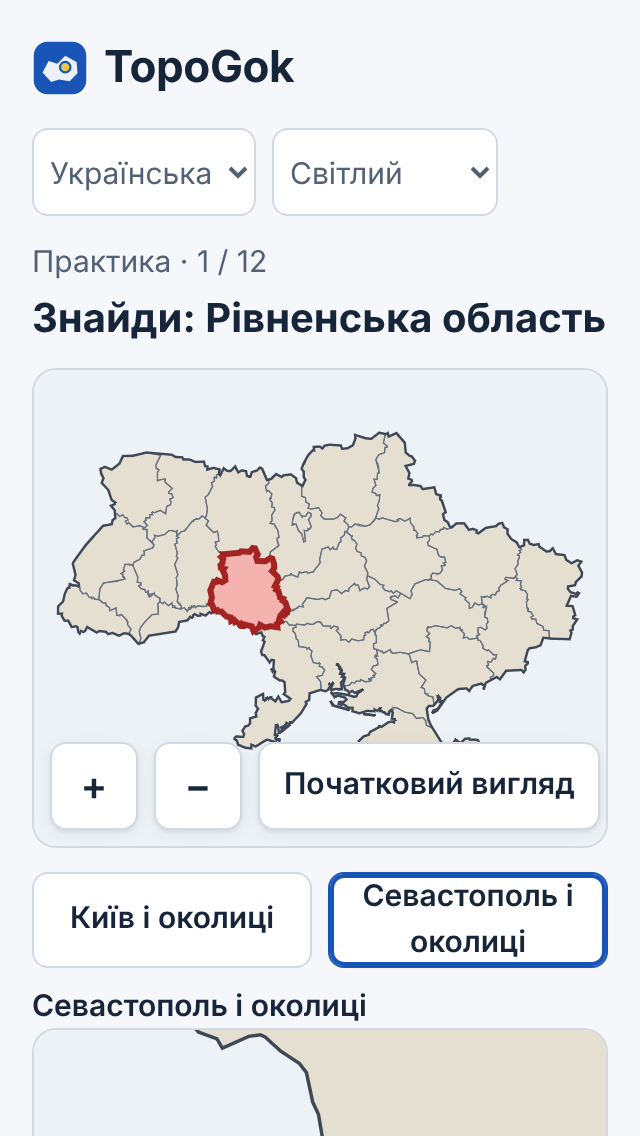 TopoGok
Українська
Світлий
Практика · 1 / 12
Знайди: Рівненська область
+
−
Початковий вигляд
Київ і околиці
Севастополь і
околиці
Севастополь і околиці